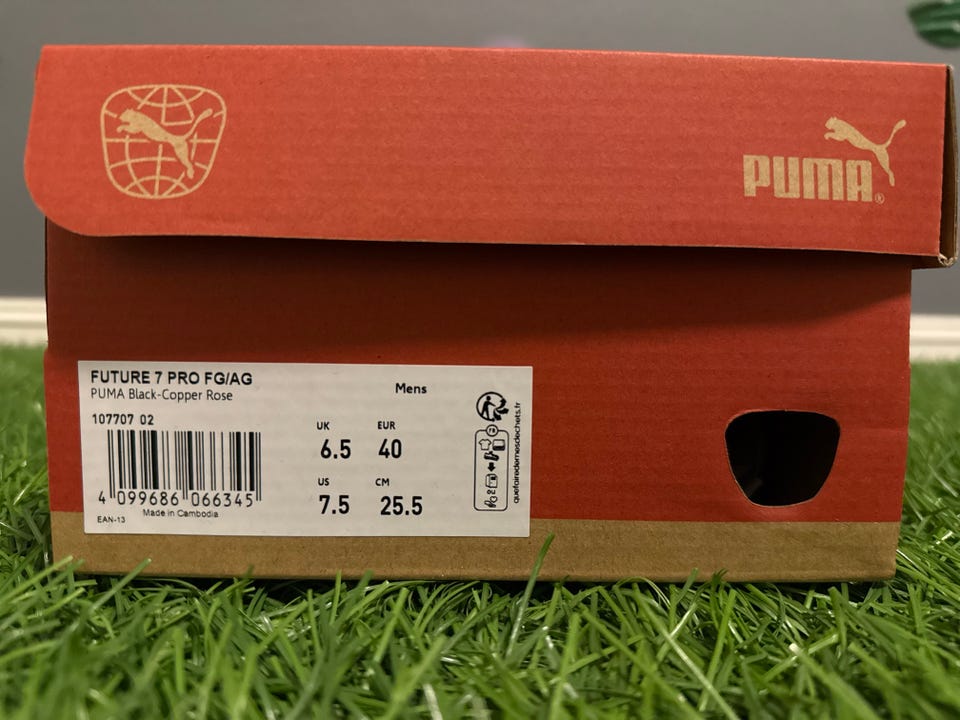 PUMA®
FUTURE 7 PRO FG/AG
PUMA Black-Copper Rose
Mens
107707 02
UK EUR
6.5 40
US CM
7.5 25.5
4 099686 066345
EAN-13
Made in Cambodia
FR
quefairedemesdechets.fr